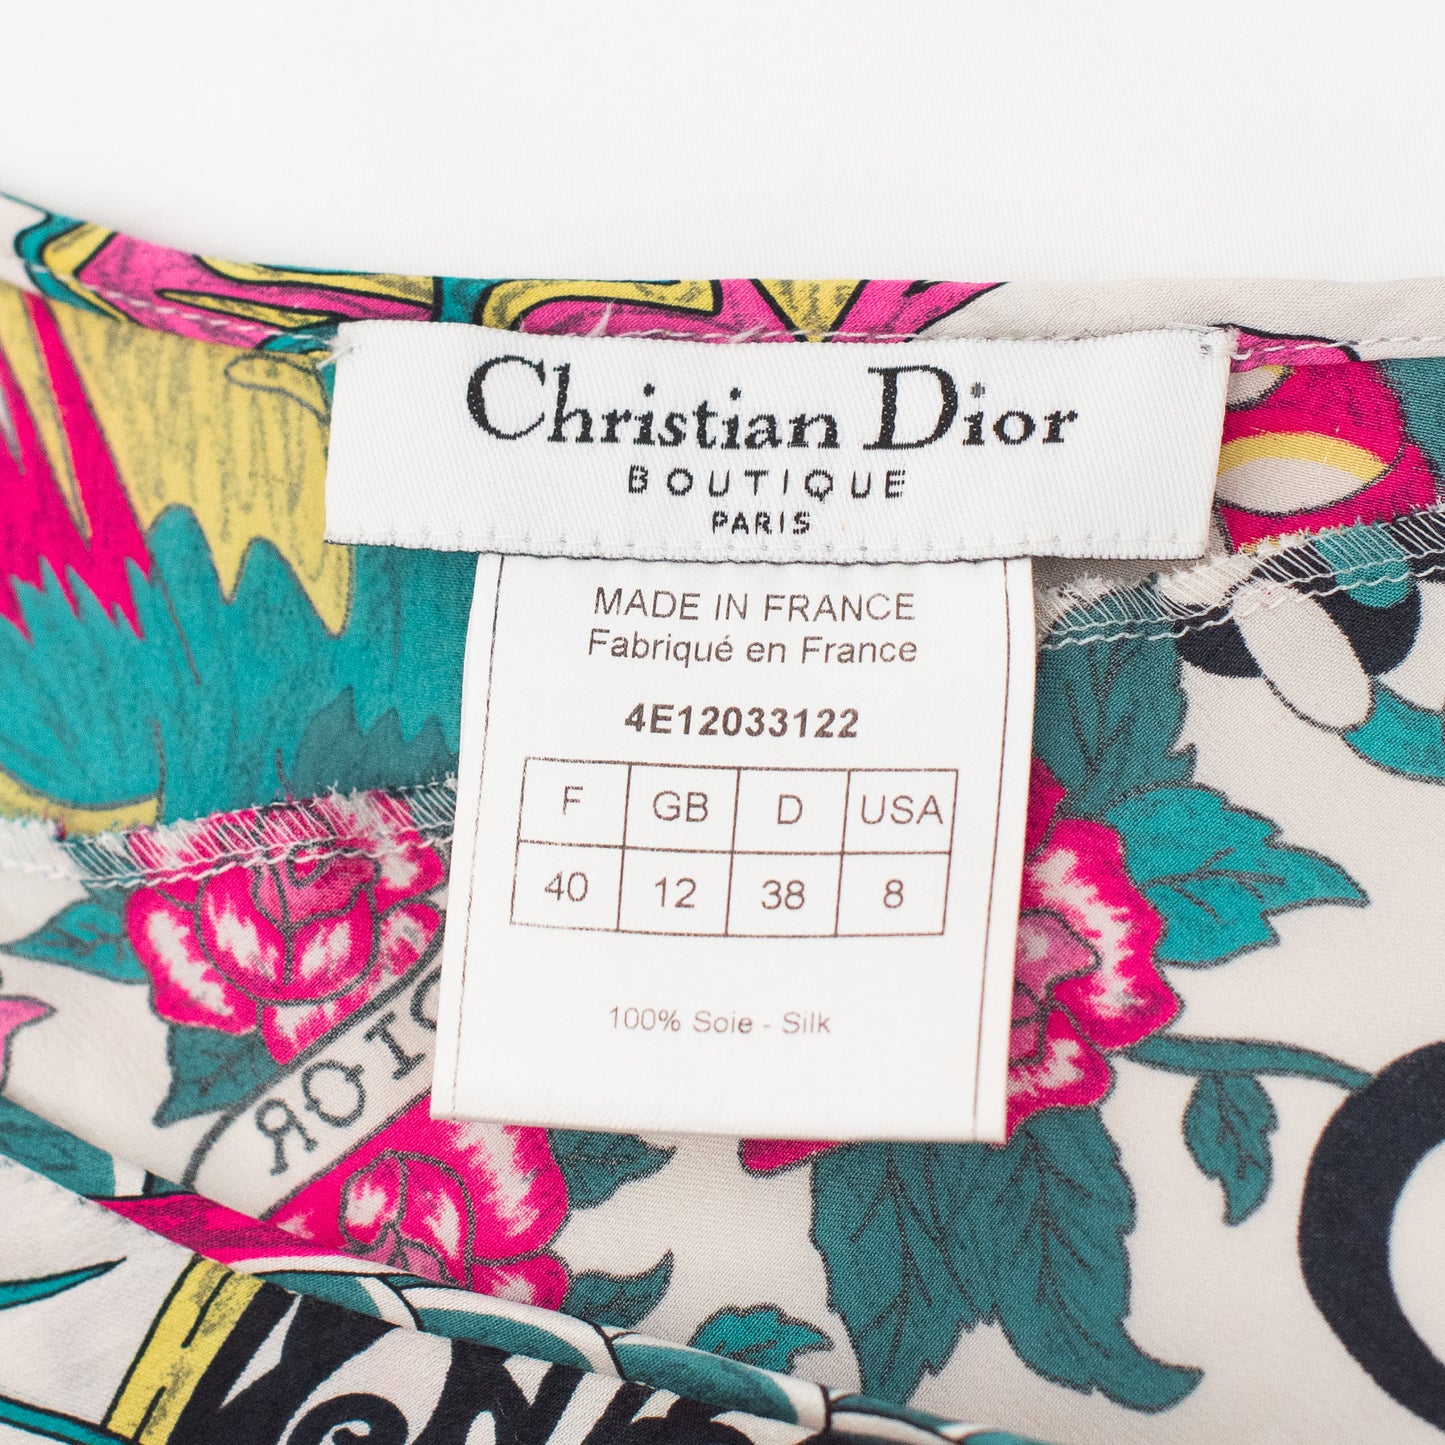 Christian Dior
BOUTIQUE
PARIS
MADE IN FRANCE
Fabriqué en France
4E12033122
F GB D USA
40 12 38 8
100% Soie - Silk
DIOR